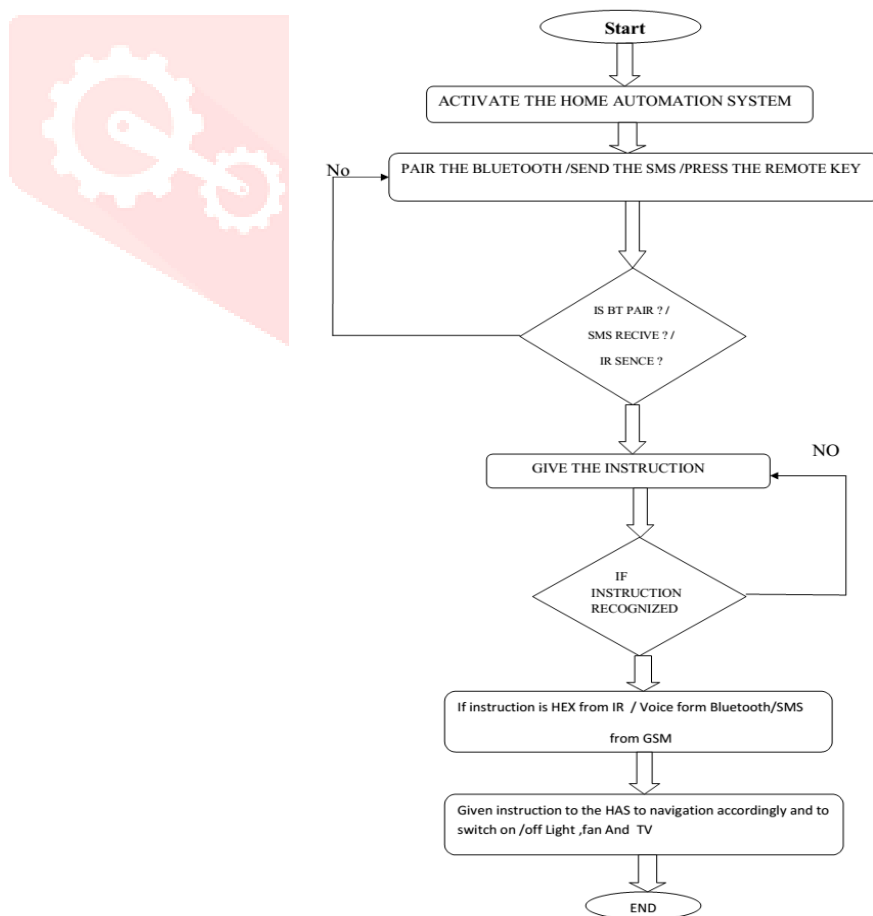 Start
ACTIVATE THE HOME AUTOMATION SYSTEM
No
PAIR THE BLUETOOTH /SEND THE SMS /PRESS THE REMOTE KEY
IS BT PAIR ? /
SMS RECIVE ? /
IR SENCE ?
GIVE THE INSTRUCTION
NO
IF
INSTRUCTION
RECOGNIZED
If instruction is HEX from IR / Voice form Bluetooth/SMS
from GSM
Given instruction to the HAS to navigation accordingly and to
switch on /off Light ,fan And TV
END